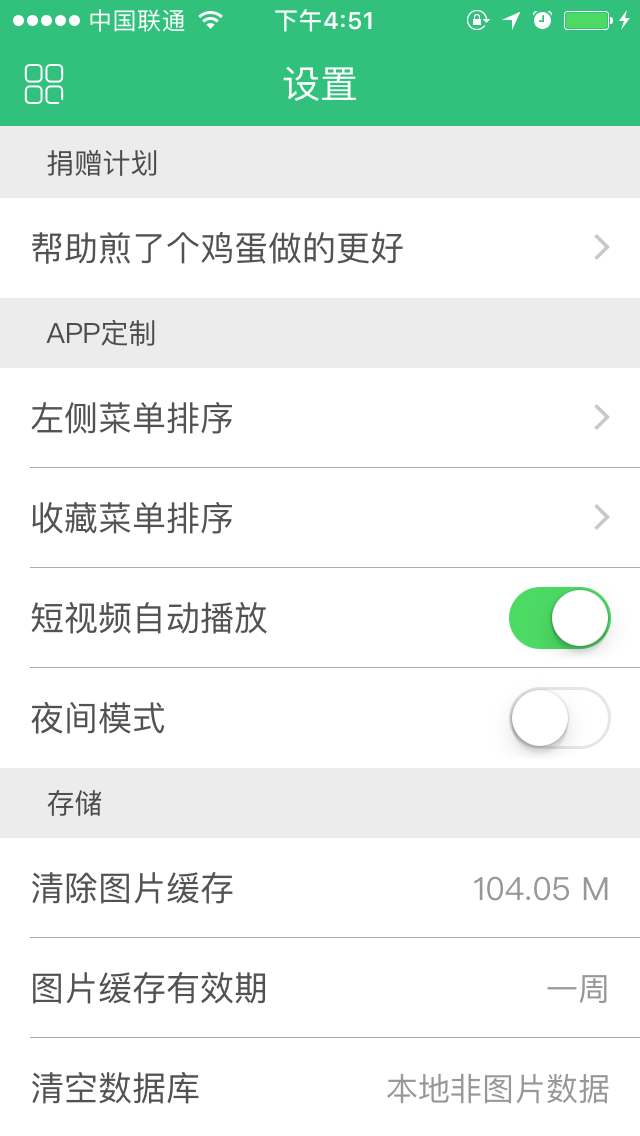 中国联通 下午4:51
设置
捐赠计划
帮助煎了个鸡蛋做的更好
APP定制
左侧菜单排序
收藏菜单排序
短视频自动播放
夜间模式
存储
清除图片缓存 104.05 M
图片缓存有效期 一周
清空数据库 本地非图片数据